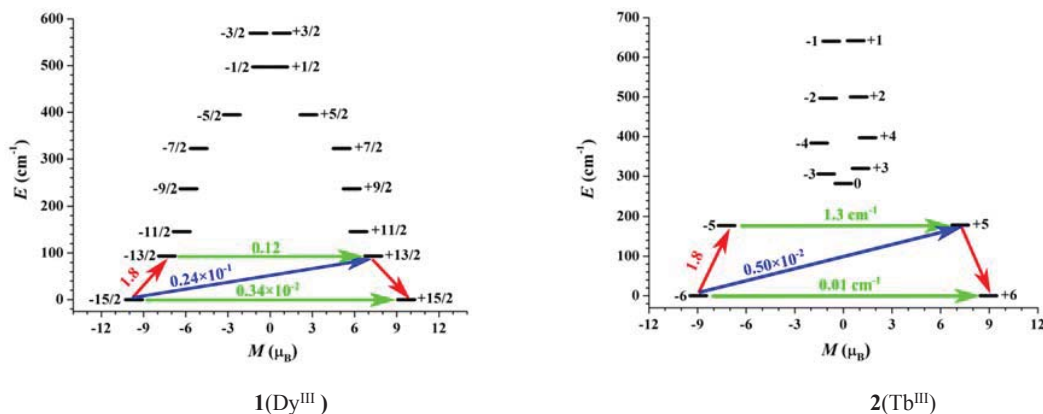 600
500
400
300
200
100
0
E (cm⁻¹)
-3/2 +3/2
-1/2 +1/2
-5/2 +5/2
-7/2 +7/2
-9/2 +9/2
-11/2 +11/2
-13/2 0.12 +13/2
1.8 0.24×10⁻¹
-15/2 0.34×10⁻² +15/2
-12 -9 -6 -3 0 3 6 9 12
M (μB)
1(Dyᴵᴵᴵ )
700
600
500
400
300
200
100
0
E (cm⁻¹)
-1 +1
-2 +2
-4 +4
-3 +3
0
-5 1.3 cm⁻¹ +5
1.8 0.50×10⁻²
-6 0.01 cm⁻¹ +6
-12 -9 -6 -3 0 3 6 9 12
M (μB)
2(Tbᴵᴵᴵ)